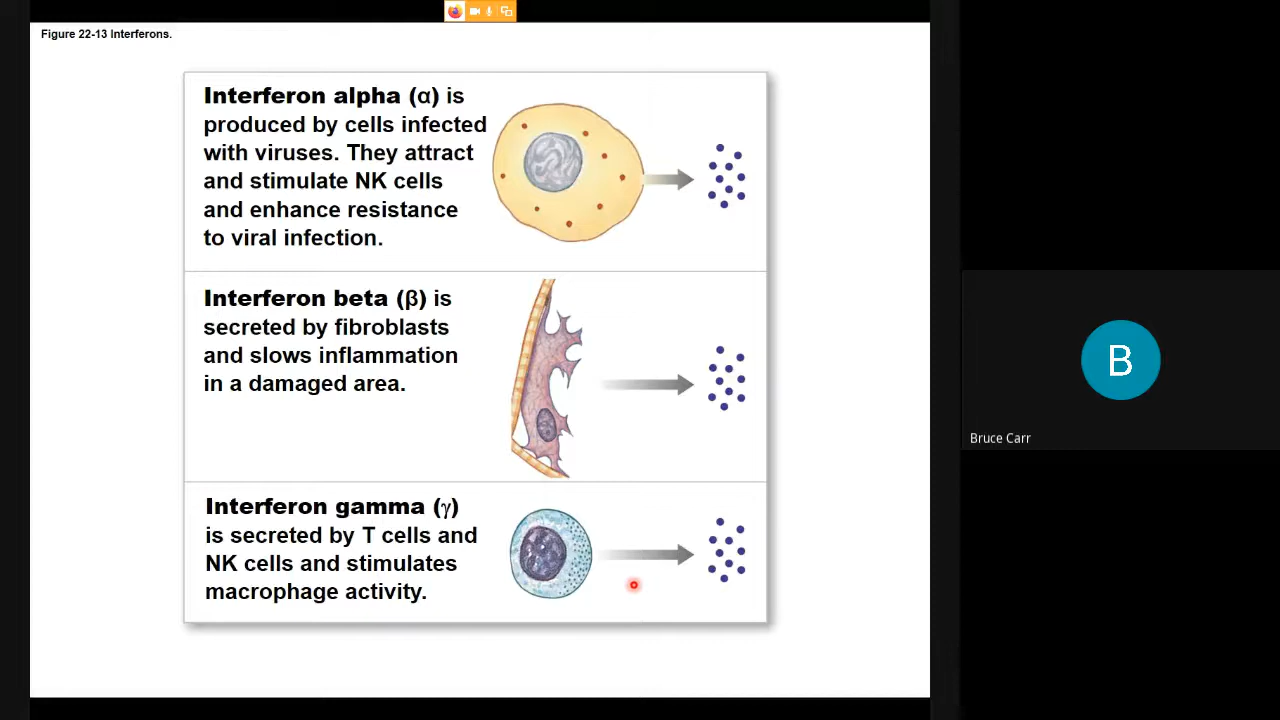 Figure 22-13 Interferons.
Interferon alpha (α) is
produced by cells infected
with viruses. They attract
and stimulate NK cells
and enhance resistance
to viral infection.
Interferon beta (β) is
secreted by fibroblasts
and slows inflammation
in a damaged area.
Interferon gamma (γ)
is secreted by T cells and
NK cells and stimulates
macrophage activity.
B
Bruce Carr